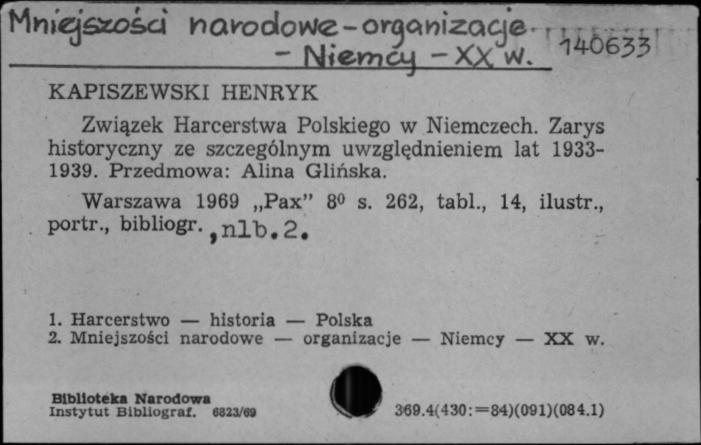 Mniejszości narodowe - organizacje -
- Niemcy - XX w. 140633
KAPISZEWSKI HENRYK
Związek Harcerstwa Polskiego w Niemczech. Zarys
historyczny ze szczególnym uwzględnieniem lat 1933-
1939. Przedmowa: Alina Glińska.
Warszawa 1969 „Pax” 8⁰ s. 262, tabl., 14, ilustr.,
portr., bibliogr., nlb. 2.
1. Harcerstwo — historia — Polska
2. Mniejszości narodowe — organizacje — Niemcy — XX w.
Biblioteka Narodowa
Instytut Bibliograf. 6823/69 369.4(430:=84)(091)(084.1)